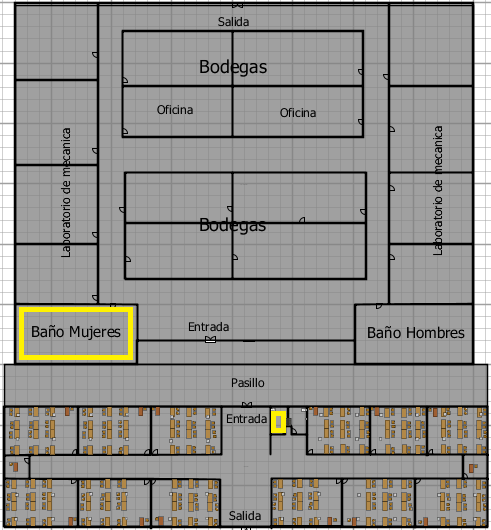 Salida
Bodegas
Oficina
Oficina
Laboratorio de mecanica
Laboratorio de mecanica
Bodegas
Entrada
Baño Mujeres
Baño Hombres
Pasillo
Entrada
Salida